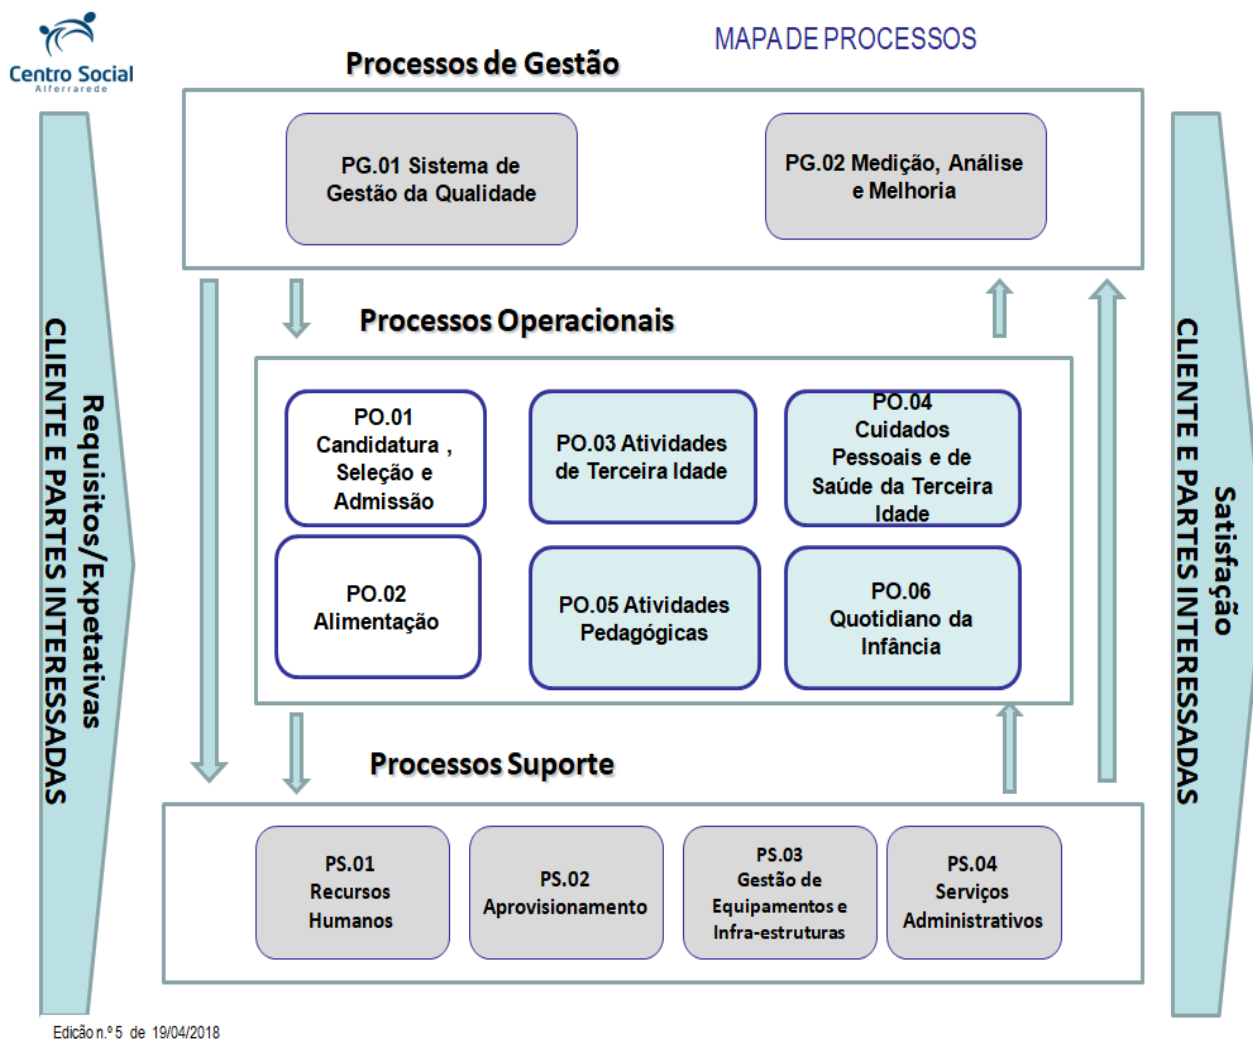 Centro Social
Alferrarede
MAPA DE PROCESSOS
Processos de Gestão
PG.01 Sistema de
Gestão da Qualidade
PG.02 Medição, Análise
e Melhoria
Requisitos/Expetativas
CLIENTE E PARTES INTERESSADAS
Processos Operacionais
PO.01
Candidatura ,
Seleção e
Admissão
PO.03 Atividades
de Terceira Idade
PO.04
Cuidados
Pessoais e de
Saúde da Terceira
Idade
PO.02
Alimentação
PO.05 Atividades
Pedagógicas
PO.06
Quotidiano da
Infância
Satisfação
CLIENTE E PARTES INTERESSADAS
Processos Suporte
PS.01
Recursos
Humanos
PS.02
Aprovisionamento
PS.03
Gestão de
Equipamentos e
Infra-estruturas
PS.04
Serviços
Administrativos
Edição n.º 5 de 19/04/2018